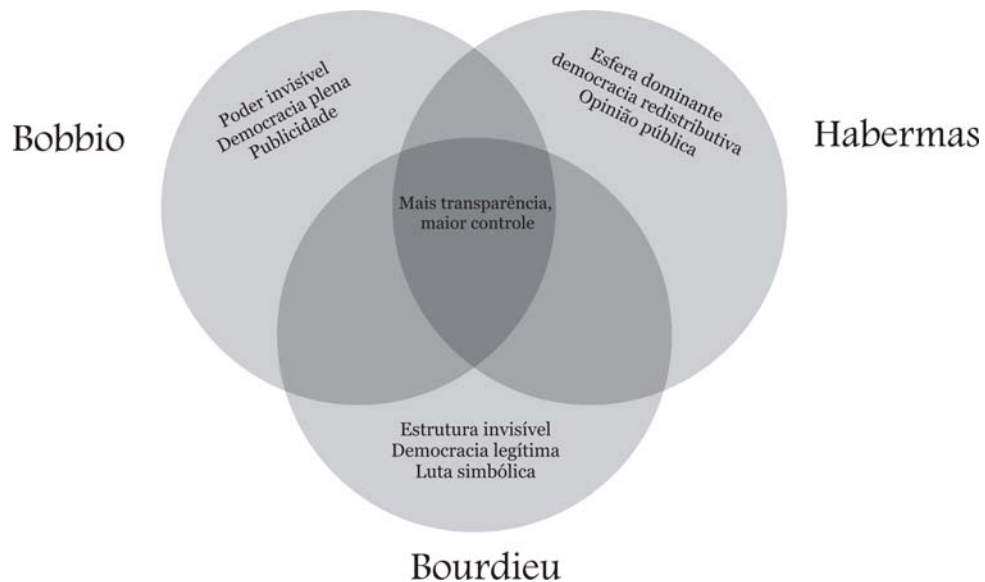 Bobbio
Poder invisível
Democracia plena
Publicidade
Esfera dominante
democracia redistributiva
Opinião pública
Habermas
Mais transparência,
maior controle
Estrutura invisível
Democracia legítima
Luta simbólica
Bourdieu